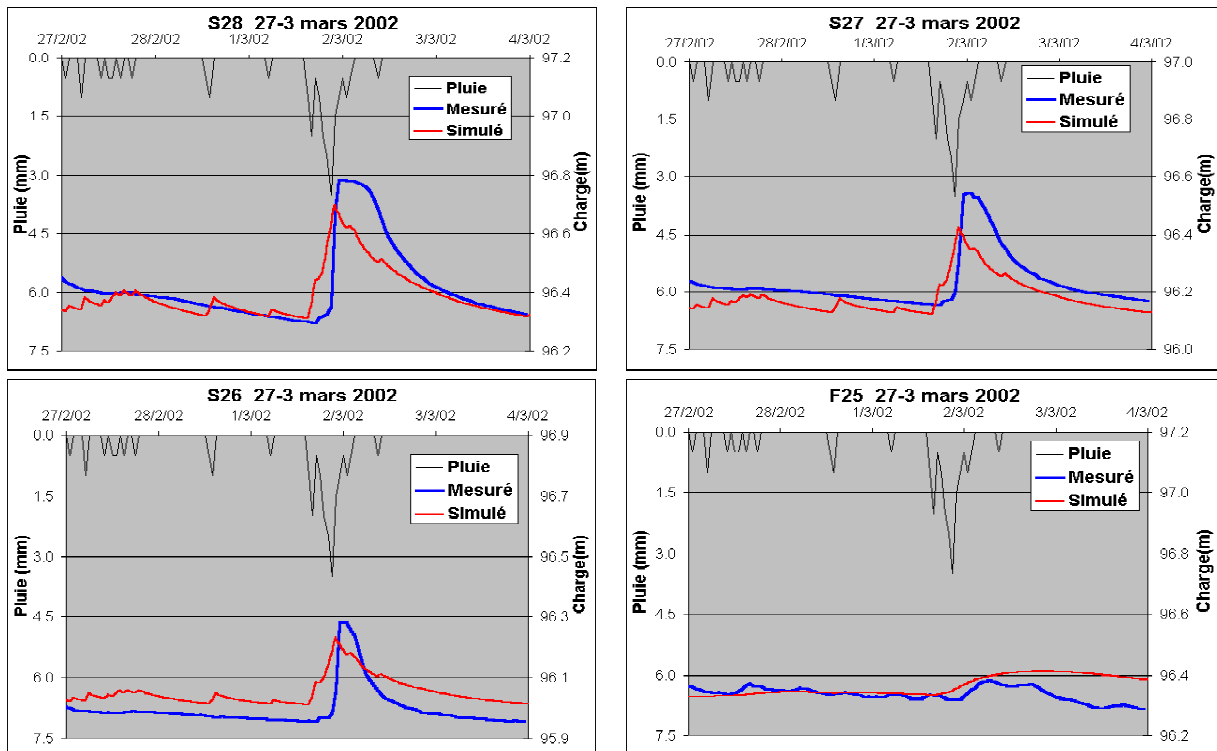 S28 27-3 mars 2002
27/2/02 28/2/02 1/3/02 2/3/02 3/3/02 4/3/02
0.0
1.5
3.0
4.5
6.0
7.5
Pluie (mm)
Pluie
Mesuré
Simulé
97.2
97.0
96.8
96.6
96.4
96.2
Charge(m)
S27 27-3 mars 2002
27/2/02 28/2/02 1/3/02 2/3/02 3/3/02 4/3/02
0.0
1.5
3.0
4.5
6.0
7.5
Pluie (mm)
Pluie
Mesuré
Simulé
97.0
96.8
96.6
96.4
96.2
96.0
Charge(m)
S26 27-3 mars 2002
27/2/02 28/2/02 1/3/02 2/3/02 3/3/02 4/3/02
0.0
1.5
3.0
4.5
6.0
7.5
Pluie (mm)
Pluie
Mesuré
Simulé
96.9
96.7
96.5
96.3
96.1
95.9
Charge(m)
F25 27-3 mars 2002
27/2/02 28/2/02 1/3/02 2/3/02 3/3/02 4/3/02
0.0
1.5
3.0
4.5
6.0
7.5
Pluie (mm)
Pluie
Mesuré
Simulé
97.2
97.0
96.8
96.6
96.4
96.2
Charge(m)